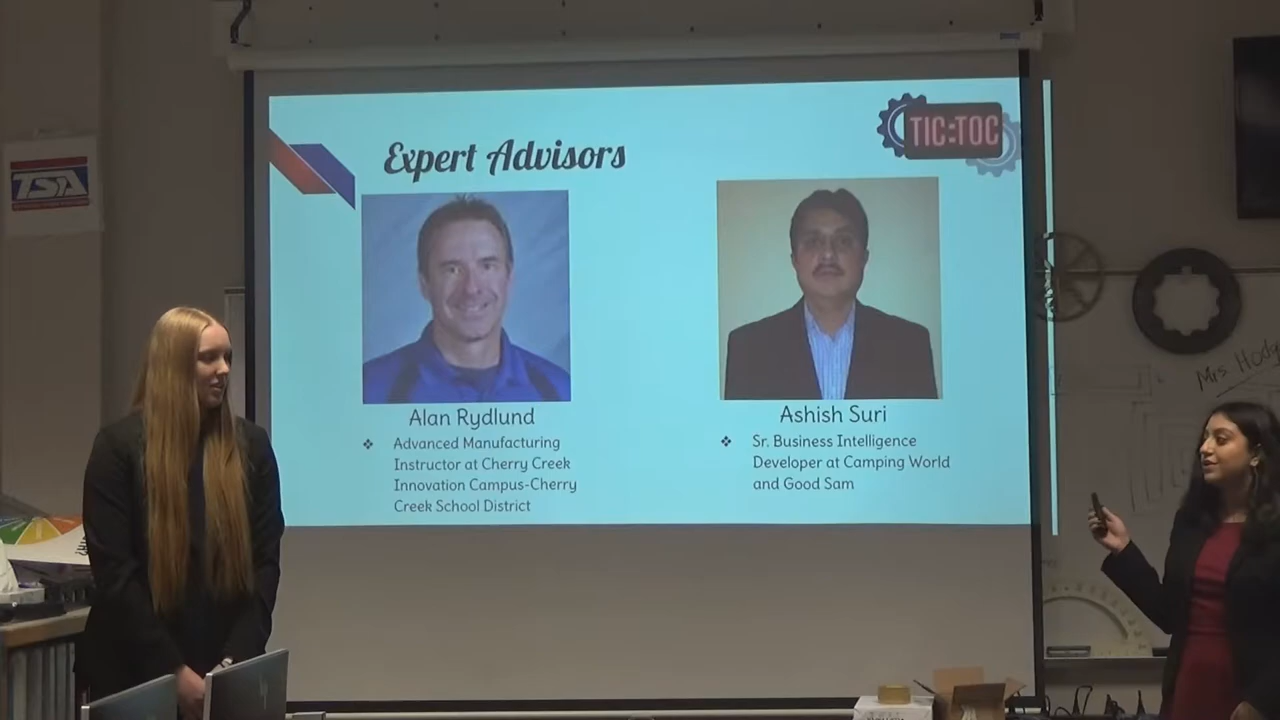 TSA
Expert Advisors
TIC:TOC
Alan Rydlund
❖ Advanced Manufacturing
Instructor at Cherry Creek
Innovation Campus-Cherry
Creek School District
Ashish Suri
❖ Sr. Business Intelligence
Developer at Camping World
and Good Sam
Mrs Hodg